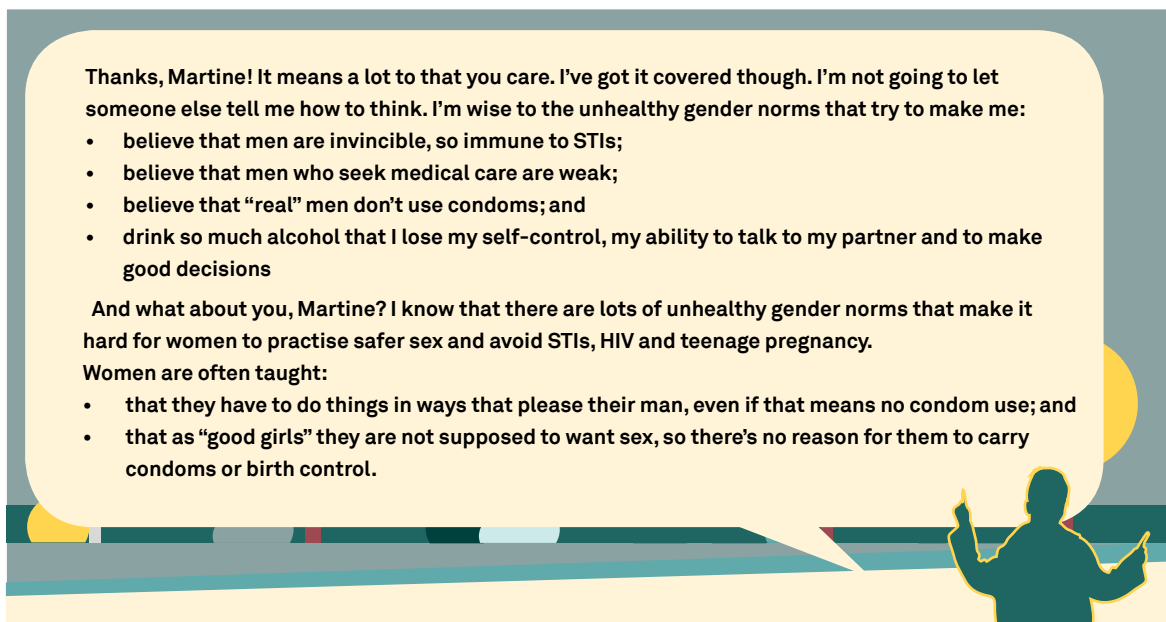 Thanks, Martine! It means a lot to that you care. I've got it covered though. I'm not going to let
someone else tell me how to think. I'm wise to the unhealthy gender norms that try to make me:
• believe that men are invincible, so immune to STIs;
• believe that men who seek medical care are weak;
• believe that “real” men don't use condoms; and
• drink so much alcohol that I lose my self-control, my ability to talk to my partner and to make
good decisions
And what about you, Martine? I know that there are lots of unhealthy gender norms that make it
hard for women to practise safer sex and avoid STIs, HIV and teenage pregnancy.
Women are often taught:
• that they have to do things in ways that please their man, even if that means no condom use; and
• that as “good girls” they are not supposed to want sex, so there's no reason for them to carry
condoms or birth control.